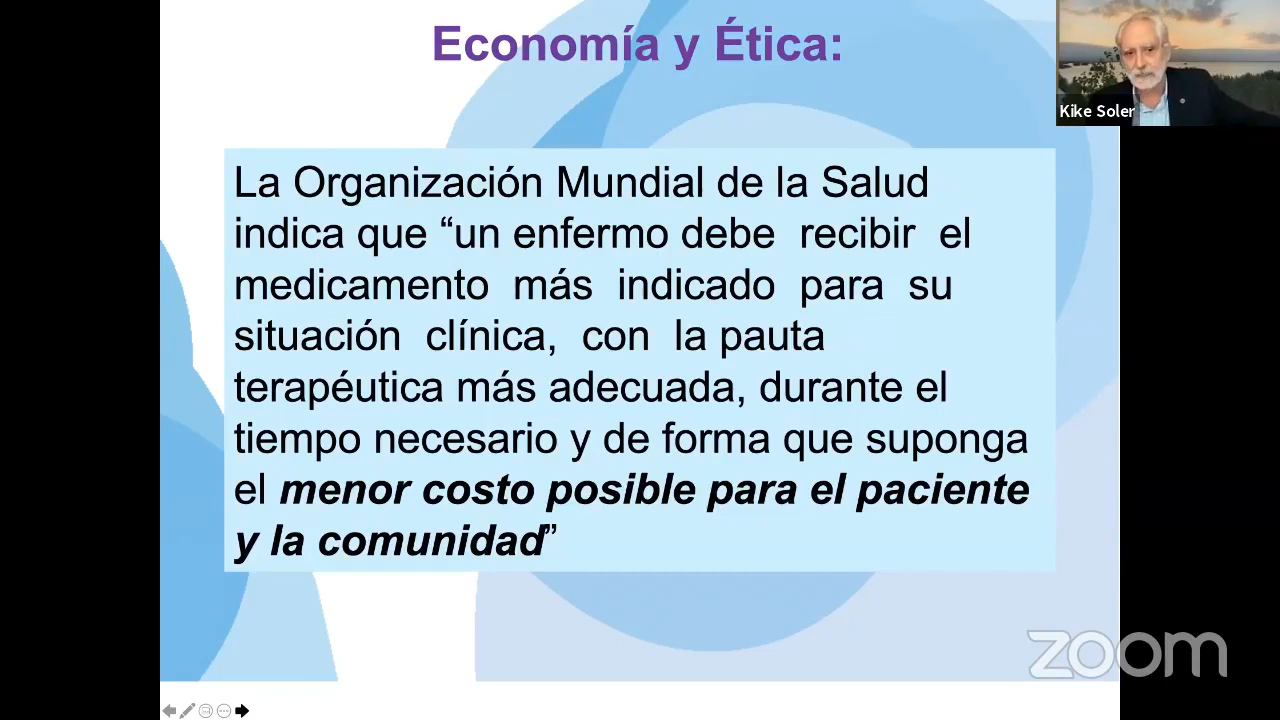 Economía y Ética:
Kike Soler
La Organización Mundial de la Salud
indica que “un enfermo debe recibir el
medicamento más indicado para su
situación clínica, con la pauta
terapéutica más adecuada, durante el
tiempo necesario y de forma que suponga
el menor costo posible para el paciente
y la comunidad”
zoom